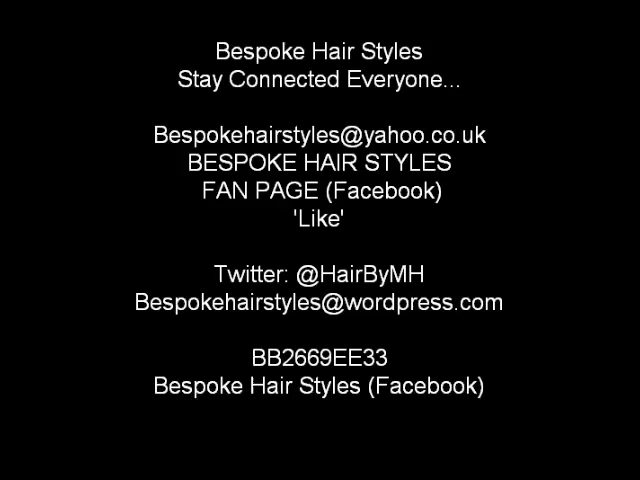 Bespoke Hair Styles
Stay Connected Everyone...
Bespokehairstyles@yahoo.co.uk
BESPOKE HAIR STYLES
FAN PAGE (Facebook)
'Like'
Twitter: @HairByMH
Bespokehairstyles@wordpress.com
BB2669EE33
Bespoke Hair Styles (Facebook)